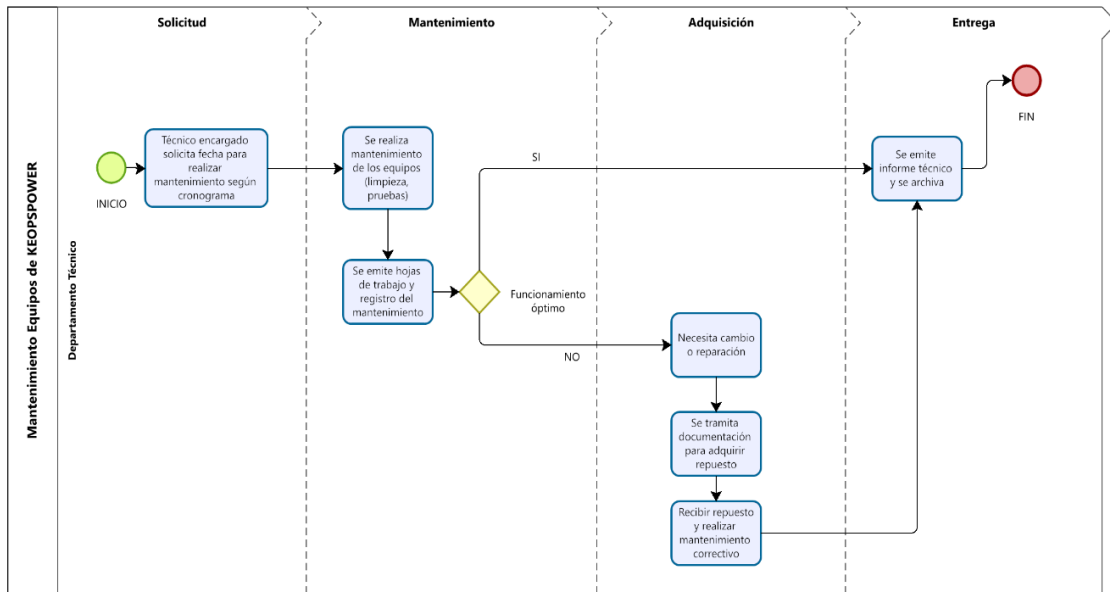 Mantenimiento Equipos de KEOPSPOWER
Departamento Técnico
Solicitud
Mantenimiento
Adquisición
Entrega
INICIO
Técnico encargado
solicita fecha para
realizar
mantenimiento según
cronograma
Se realiza
mantenimiento
de los equipos
(limpieza,
pruebas)
Se emite hojas
de trabajo y
registro del
mantenimiento
Funcionamiento
óptimo
SI
NO
Necesita cambio
o reparación
Se tramita
documentación
para adquirir
repuesto
Recibir repuesto
y realizar
mantenimiento
correctivo
Se emite
informe técnico
y se archiva
FIN